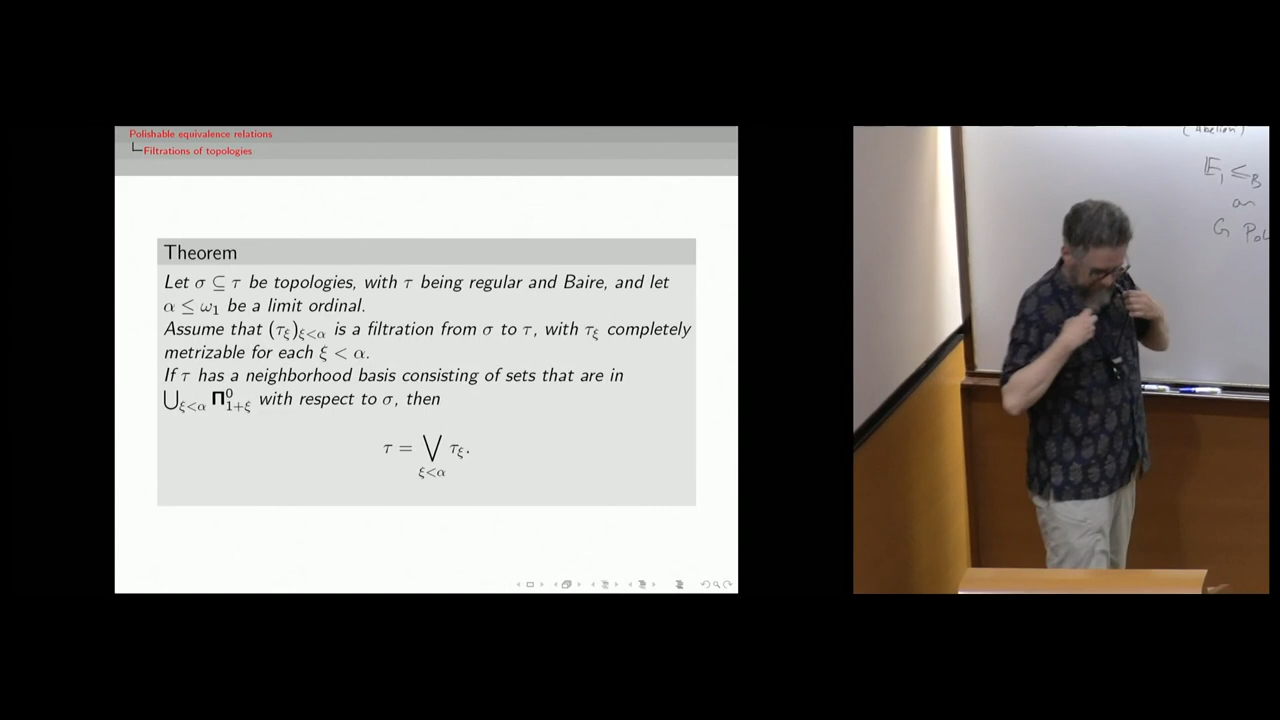 Polishable equivalence relations
Filtrations of topologies
Theorem
Let σ ⊆ τ be topologies, with τ being regular and Baire, and let
α ≤ ω₁ be a limit ordinal.
Assume that (τ_ξ)_{ξ<α} is a filtration from σ to τ, with τ_ξ completely
metrizable for each ξ < α.
If τ has a neighborhood basis consisting of sets that are in
⋃_{ξ<α} 𝚷⁰_{1+ξ} with respect to σ, then
τ = ⋁_{ξ<α} τ_ξ.
(Abelian)
𝔼₁ ≤_B
an
G Pol